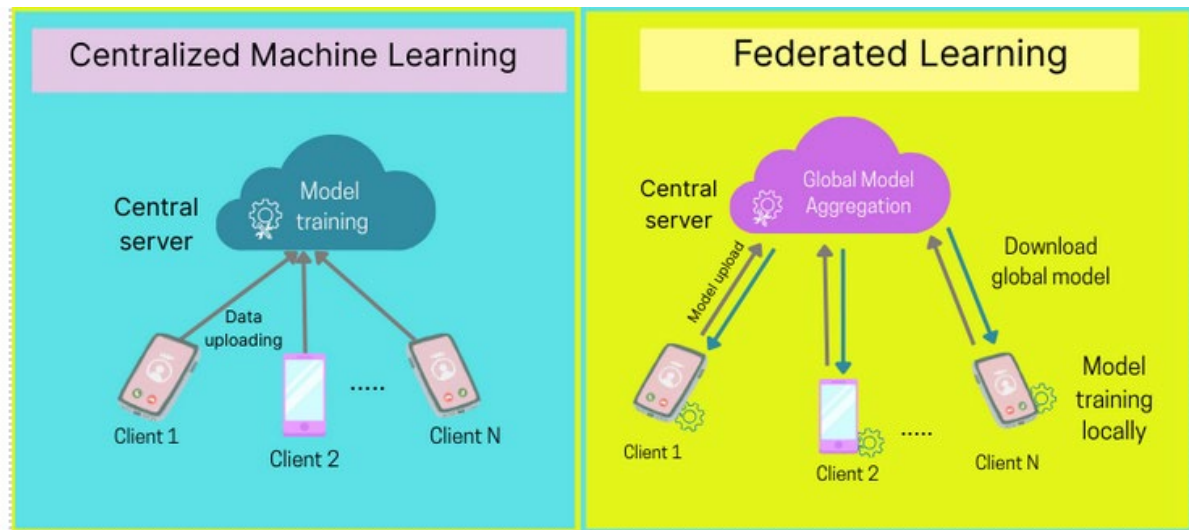 Centralized Machine Learning
Model
training
Central
server
Data
uploading
Client 1
Client 2
.....
Client N
Federated Learning
Global Model
Aggregation
Central
server
Model upload
Download
global model
Model
training
locally
Client 1
Client 2
.....
Client N